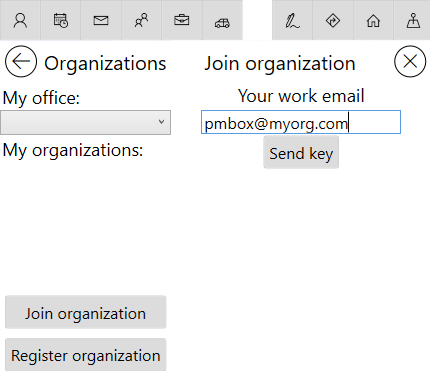 Organizations
Join organization
My office:
Your work email
pmbox@myorg.com
My organizations:
Send key
Join organization
Register organization